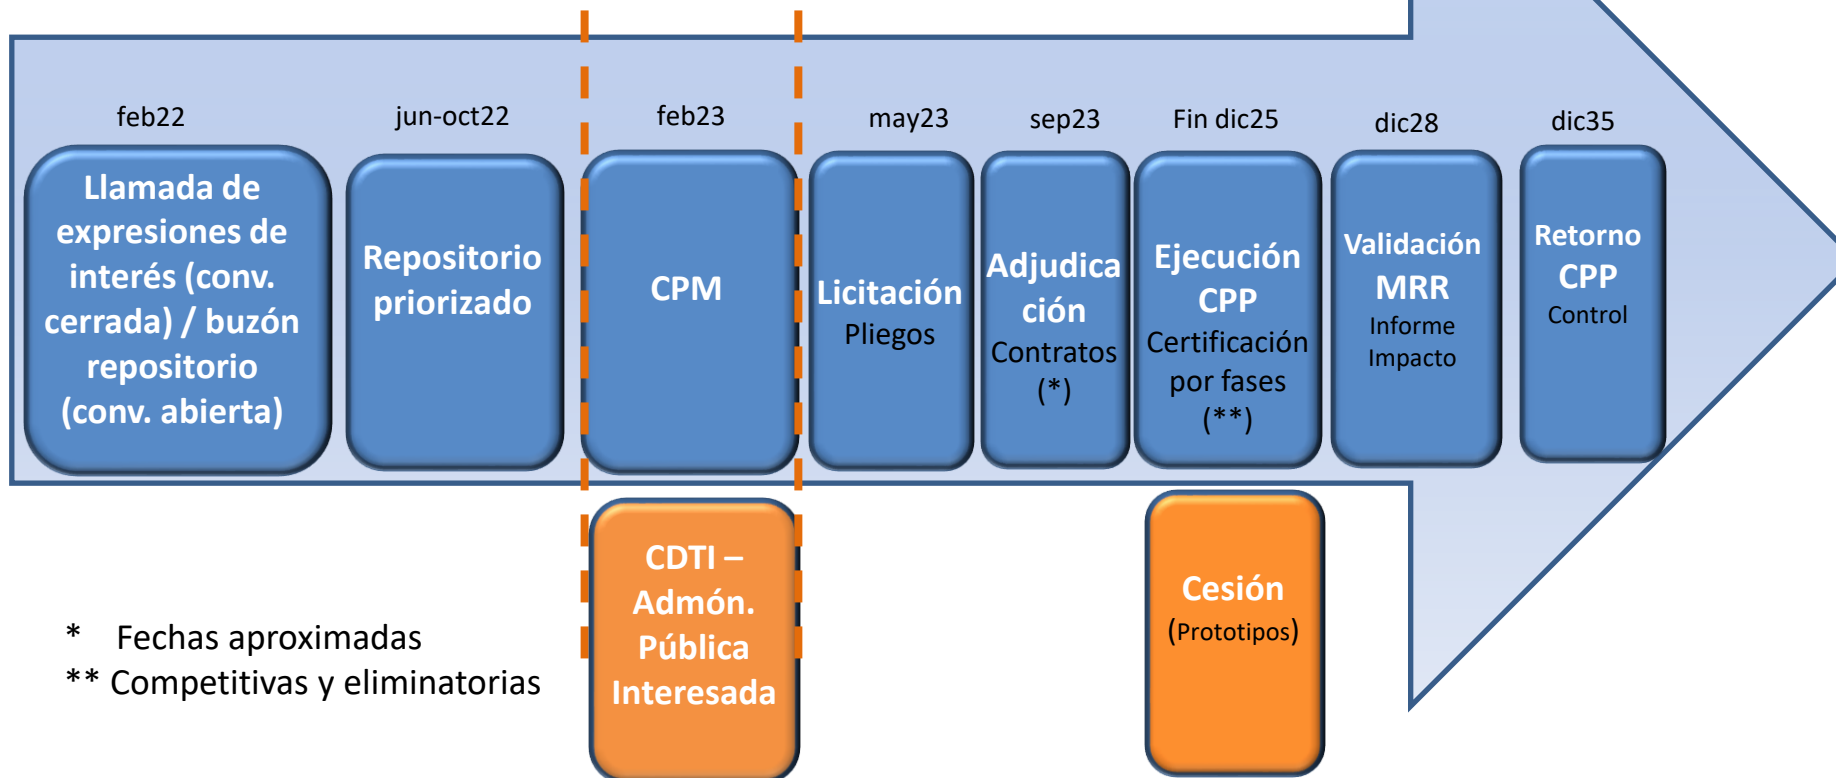 feb22
Llamada de
expresiones de
interés (conv.
cerrada) / buzón
repositorio
(conv. abierta)
jun-oct22
Repositorio
priorizado
feb23
CPM
may23
Licitación
Pliegos
sep23
Adjudica
ción
Contratos
(*)
Fin dic25
Ejecución
CPP
Certificación
por fases
(**)
dic28
Validación
MRR
Informe
Impacto
dic35
Retorno
CPP
Control
CDTI –
Admón.
Pública
Interesada
Cesión
(Prototipos)
* Fechas aproximadas
** Competitivas y eliminatorias